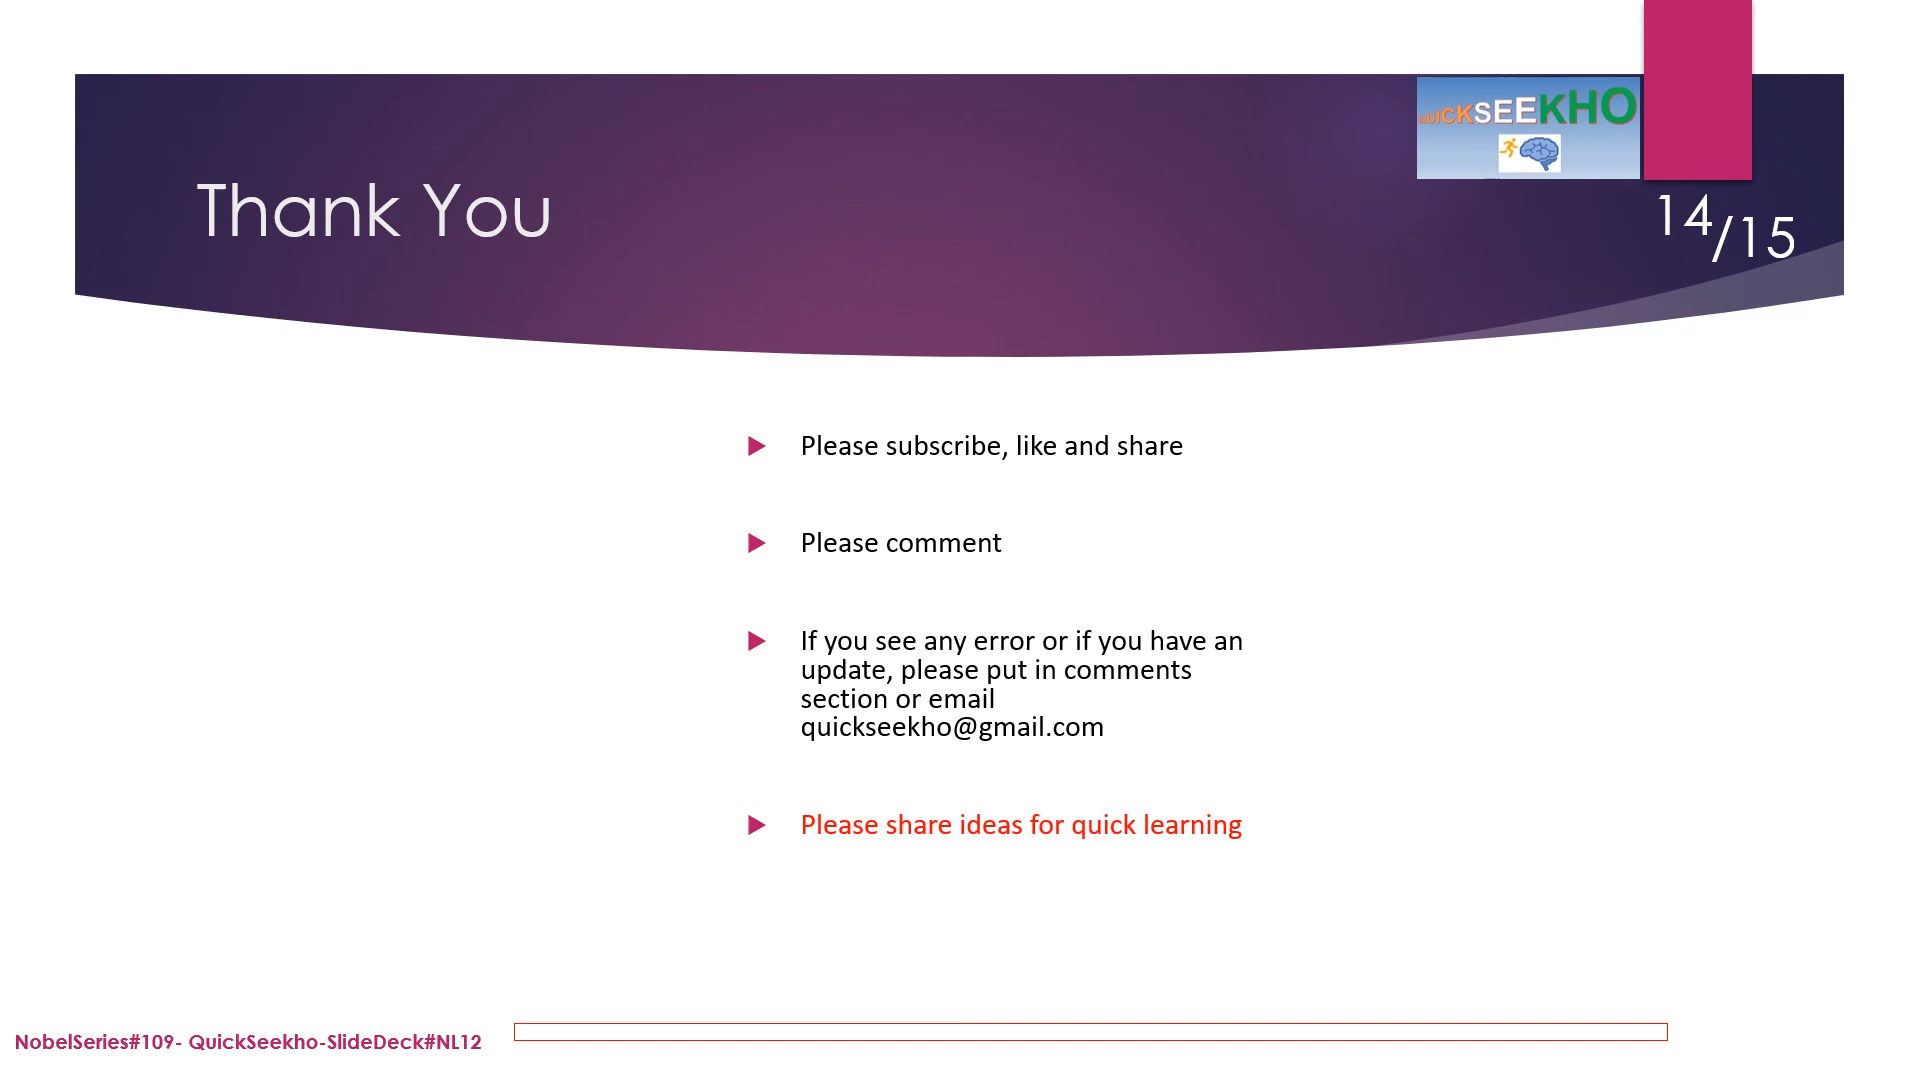 QUICKSEEKHO
Thank You
14/15
Please subscribe, like and share
Please comment
If you see any error or if you have an
update, please put in comments
section or email
quickseekho@gmail.com
Please share ideas for quick learning
NobelSeries#109- QuickSeekho-SlideDeck#NL12